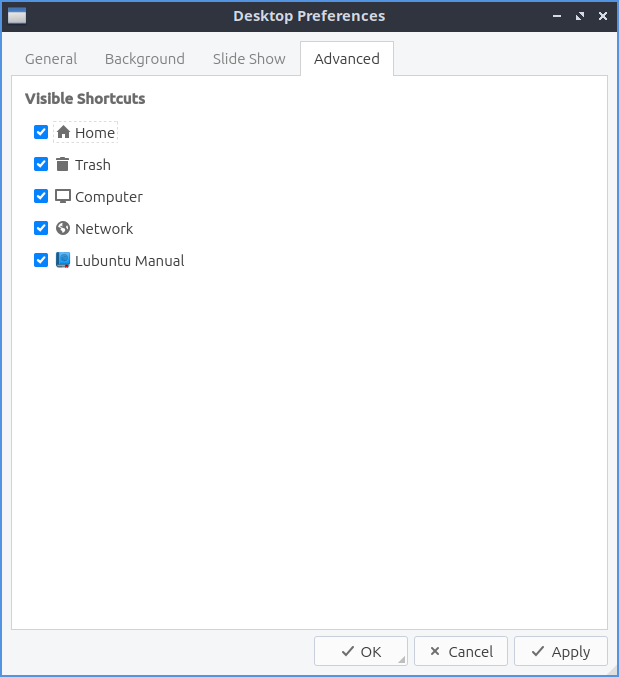 Desktop Preferences
General Background Slide Show Advanced
Visible Shortcuts
Home
Trash
Computer
Network
Lubuntu Manual
OK Cancel Apply